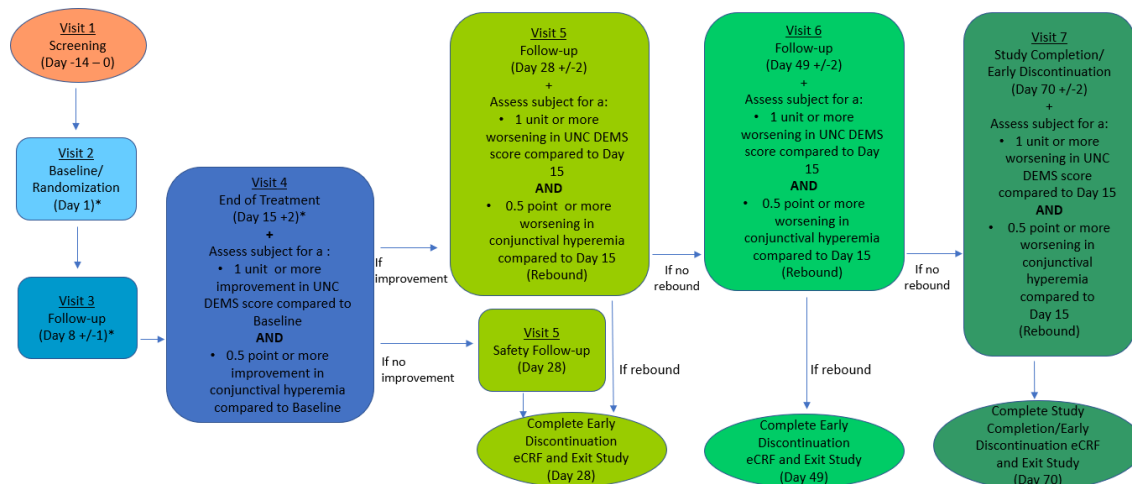 Visit 1
Screening
(Day -14 – 0)
Visit 2
Baseline/
Randomization
(Day 1)*
Visit 3
Follow-up
(Day 8 +/-1)*
Visit 4
End of Treatment
(Day 15 +2)*
+
Assess subject for a :
• 1 unit or more
improvement in UNC
DEMS score compared to
Baseline
AND
• 0.5 point or more
improvement in
conjunctival hyperemia
compared to Baseline
If
improvement
If no
improvement
Visit 5
Follow-up
(Day 28 +/-2)
+
Assess subject for a:
• 1 unit or more
worsening in UNC DEMS
score compared to Day
15
AND
• 0.5 point or more
worsening in
conjunctival hyperemia
compared to Day 15
(Rebound)
Visit 5
Safety Follow-up
(Day 28)
If rebound
Complete Early
Discontinuation
eCRF and Exit Study
(Day 28)
If no
rebound
Visit 6
Follow-up
(Day 49 +/-2)
+
Assess subject for a:
• 1 unit or more
worsening in UNC DEMS
score compared to Day
15
AND
• 0.5 point or more
worsening in
conjunctival hyperemia
compared to Day 15
(Rebound)
If rebound
Complete Early
Discontinuation
eCRF and Exit Study
(Day 49)
If no
rebound
Visit 7
Study Completion/
Early Discontinuation
(Day 70 +/-2)
+
Assess subject for a:
• 1 unit or more
worsening in UNC
DEMS score
compared to Day 15
AND
• 0.5 point or more
worsening in
conjunctival
hyperemia
compared to
Day 15
(Rebound)
Complete Study
Completion/Early
Discontinuation eCRF
and Exit Study
(Day 70)